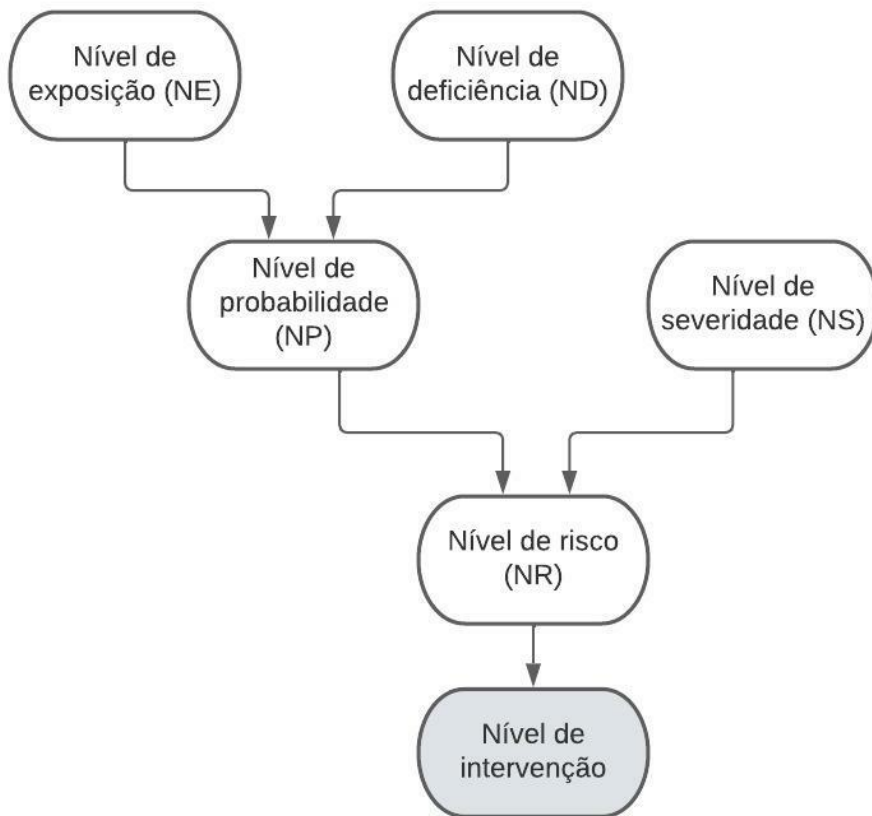 Nível de
exposição (NE)
Nível de
deficiência (ND)
Nível de
probabilidade
(NP)
Nível de
severidade (NS)
Nível de risco
(NR)
Nível de
intervenção